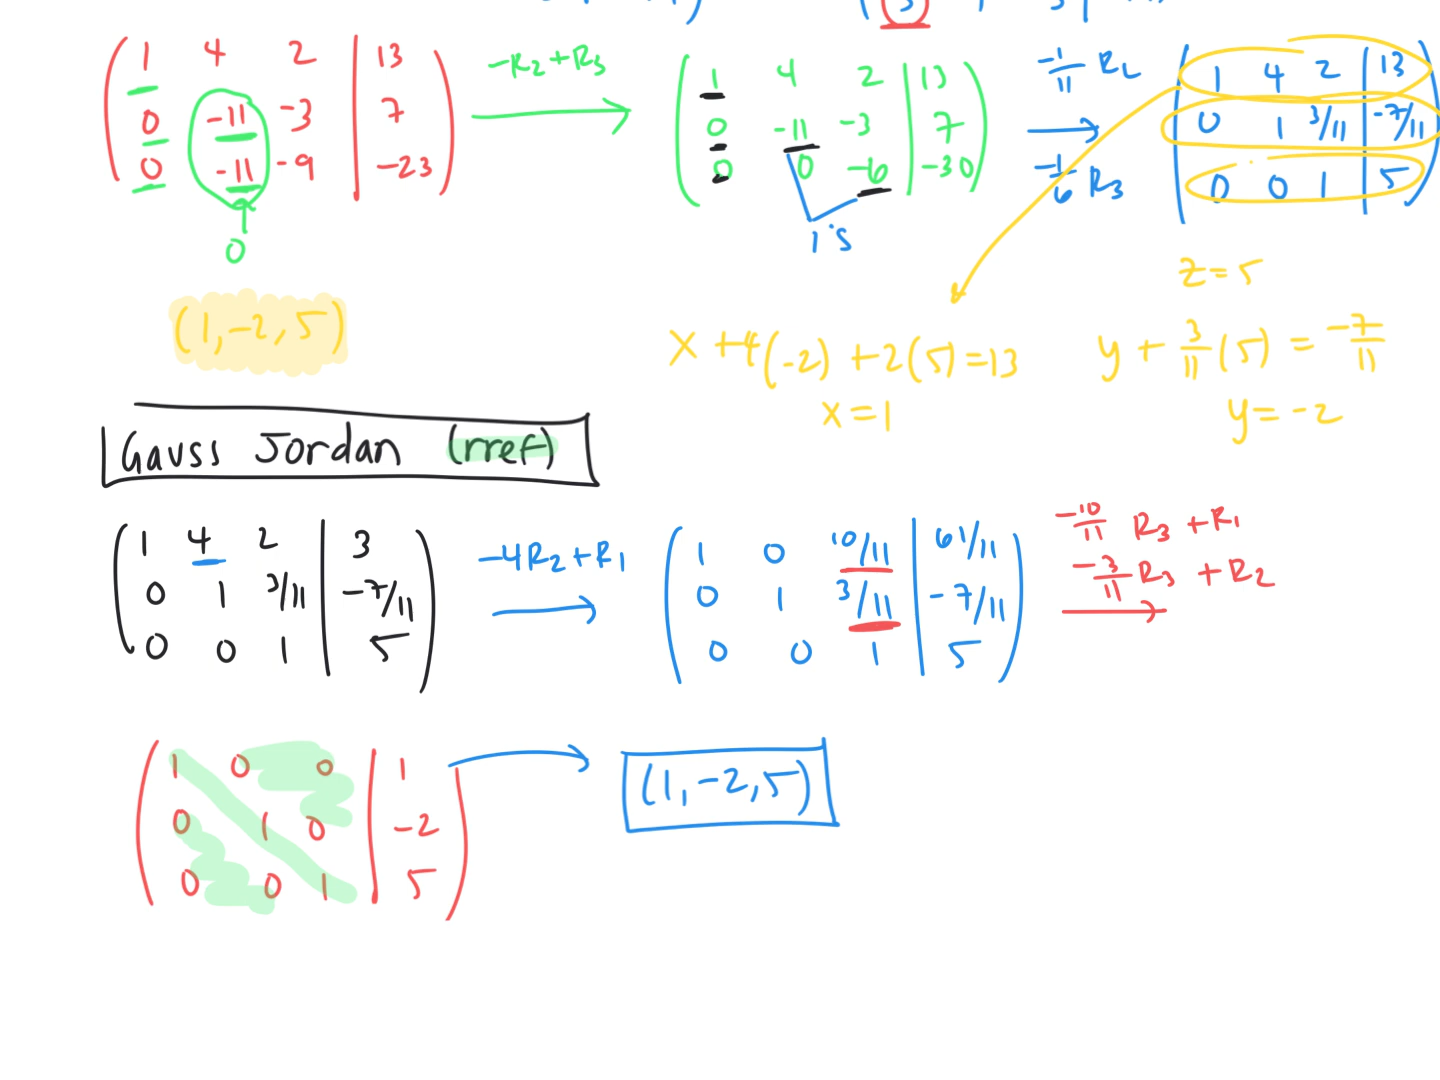 1 4 2 | 13
0 -11 -3 | 7
0 -11 -9 | -23
0
-R2+R3
1 4 2 | 13
0 -11 -3 | 7
0 0 -6 | -30
1's
-1/11 R2
-1/6 R3
1 4 2 | 13
0 1 3/11 | -7/11
0 0 1 | 5
z=5
(1,-2,5)
x+4(-2)+2(5)=13
x=1
y+3/11(5)=-7/11
y=-2
Gauss Jordan (rref)
1 4 2 | 3
0 1 3/11 | -7/11
0 0 1 | 5
-4R2+R1
1 0 10/11 | 61/11
0 1 3/11 | -7/11
0 0 1 | 5
-10/11 R3+R1
-3/11 R3+R2
1 0 0 | 1
0 1 0 | -2
0 0 1 | 5
(1,-2,5)